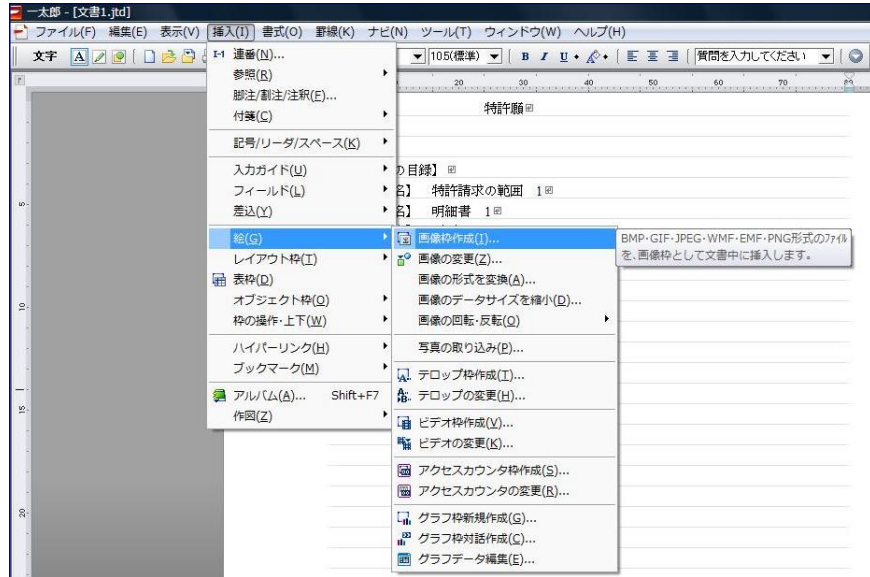 一太郎 - [文書1.jtd]
ファイル(F) 編集(E) 表示(V) 挿入(I) 書式(O) 罫線(K) ナビ(N) ツール(T) ウィンドウ(W) ヘルプ(H)
文字 A 10.5(標準) B I U 質問を入力してください
20 30 40 50 60 70 80
連番(N)...
参照(R)
脚注/割注/注釈(F)...
付箋(C)
記号/リーダ/スペース(K)
入力ガイド(U)
フィールド(L)
差込(Y)
絵(G)
レイアウト枠(T)
表枠(D)
オブジェクト枠(O)
枠の操作・上下(W)
ハイパーリンク(H)
ブックマーク(M)
アルバム(A)... Shift+F7
作図(Z)
特許願
の目録】
名】 特許請求の範囲 1
名】 明細書 1
画像枠作成(I)...
画像の変更(Z)...
画像の形式を変換(A)...
画像のデータサイズを縮小(D)...
画像の回転・反転(O)
写真の取り込み(P)...
テロップ枠作成(T)...
テロップの変更(H)...
ビデオ枠作成(V)...
ビデオの変更(K)...
アクセスカウンタ枠作成(S)...
アクセスカウンタの変更(R)...
グラフ枠新規作成(G)...
グラフ枠対話作成(C)...
グラフデータ編集(E)...
BMP・GIF・JPEG・WMF・EMF・PNG形式のファイル
を、画像枠として文書中に挿入します。
5
10
15
20